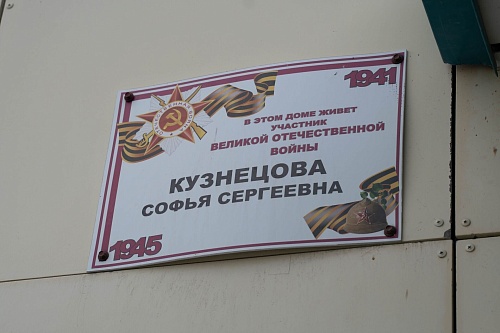 1941
В ЭТОМ ДОМЕ ЖИВЕТ
УЧАСТНИК
ВЕЛИКОЙ ОТЕЧЕСТВЕННОЙ
ВОЙНЫ
КУЗНЕЦОВА
СОФЬЯ СЕРГЕЕВНА
1945